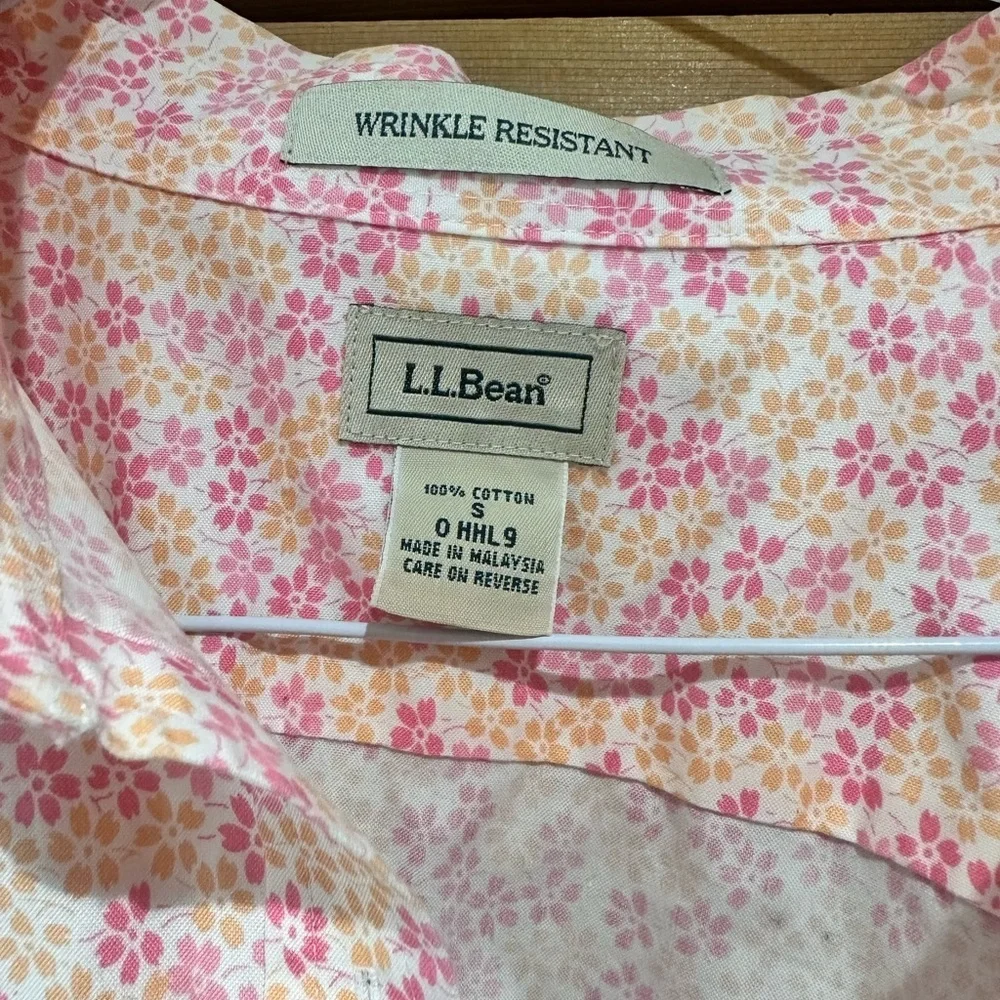 WRINKLE RESISTANT
L.L.Bean®
100% COTTON
S
0 HHL9
MADE IN MALAYSIA
CARE ON REVERSE